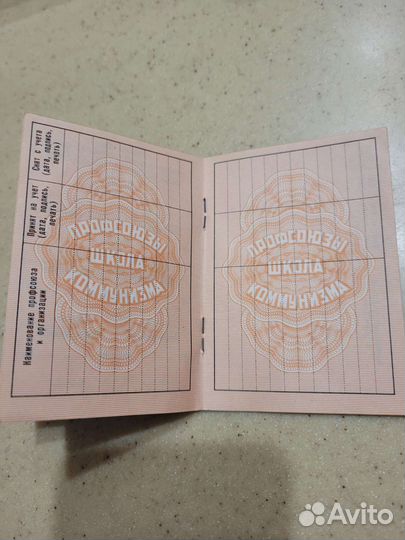 Наименование профсоюза
и организации
Принят на учет
(дата, подпись,
печать)
Снят с учета
(дата, подпись,
печать)
ПРОФСОЮЗЫ
ШКОЛА
КОММУНИЗМА
ПРОФСОЮЗЫ
ШКОЛА
КОММУНИЗМА
Avito